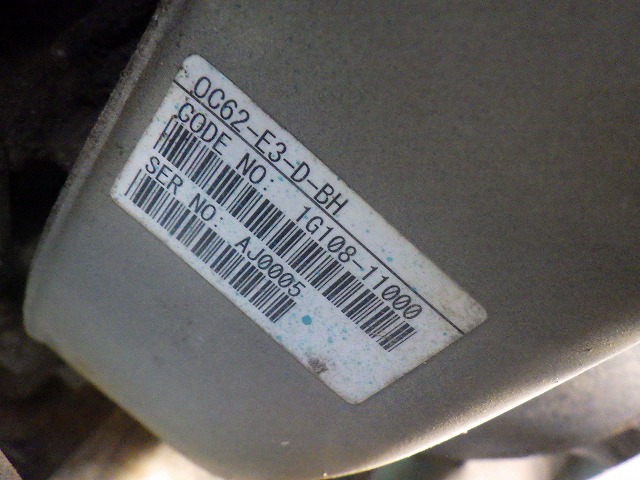 OC62-E3-D-BH
CODE NO: 1G108-11000
SER NO: AJ0005